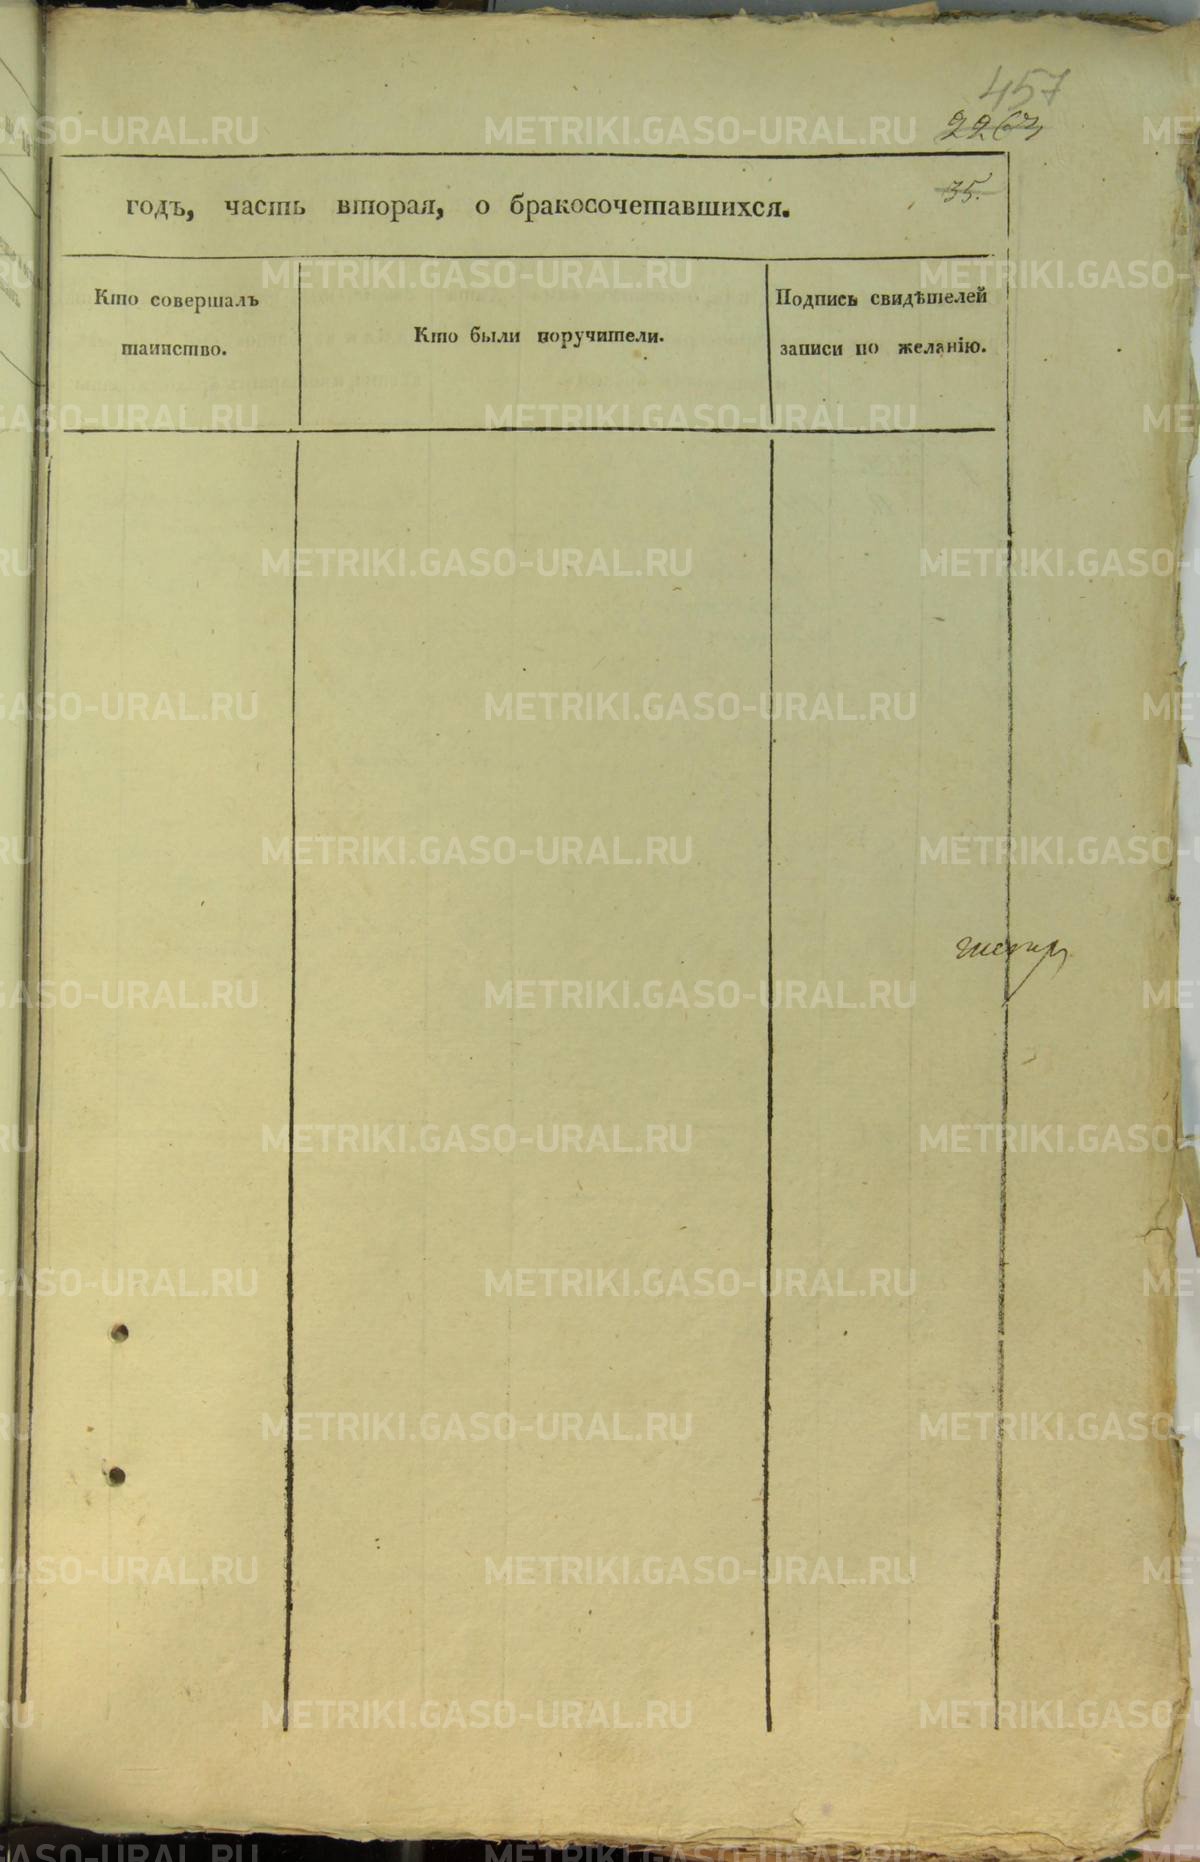 457
35.
годъ, часть вторая, о бракосочетавшихся.
Кто совершалъ
таинство.
Кто были поручители.
Подпись свидѣтелей
записи по желанію.
METRIKI.GASO-URAL.RU